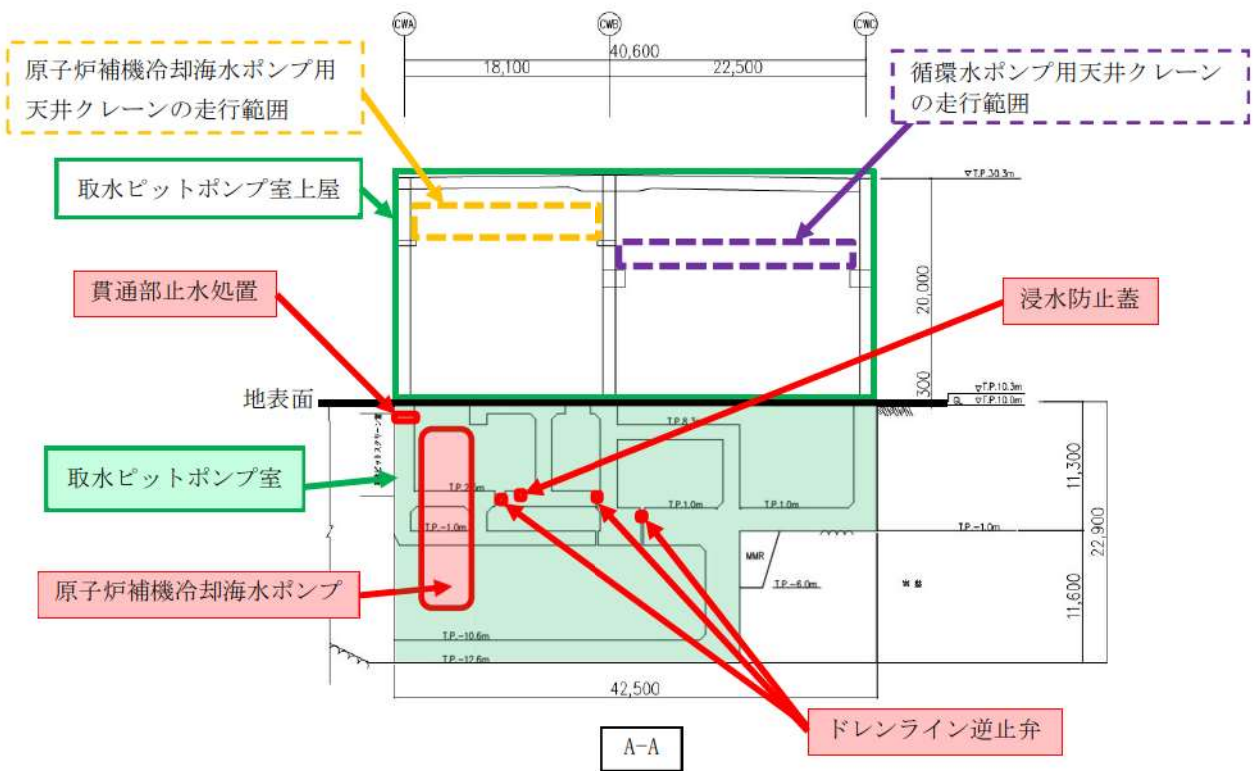 CWA
CWB
CWC
40,600
18,100
22,500
原子炉補機冷却海水ポンプ用
天井クレーンの走行範囲
循環水ポンプ用天井クレーン
の走行範囲
取水ピットポンプ室上屋
▽T.P.30.3m
貫通部止水処置
浸水防止蓋
20,000
300
地表面
▽T.P.10.3m
GL ▽T.P.10.0m
取水ピットポンプ室
T.P.1.0m
T.P.1.0m
11,300
T.P.-1.0m
T.P.-1.0m
22,900
MMR
T.P.-6.0m
岩盤
11,600
原子炉補機冷却海水ポンプ
T.P.-10.6m
T.P.-12.6m
42,500
ドレンライン逆止弁
A-A